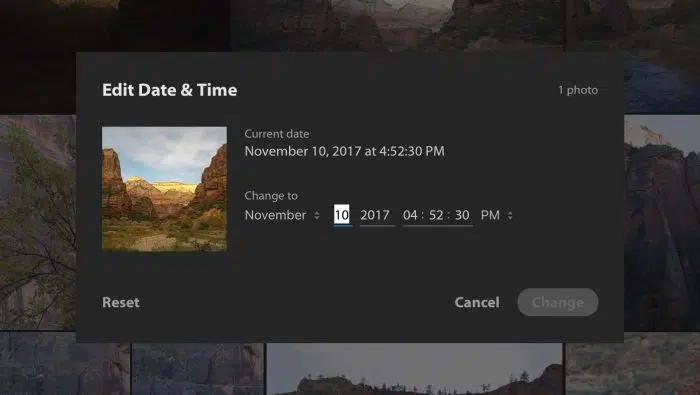 Edit Date & Time 1 photo
Current date
November 10, 2017 at 4:52:30 PM
Change to
November 10 2017 04 : 52 : 30 PM
Reset Cancel Change